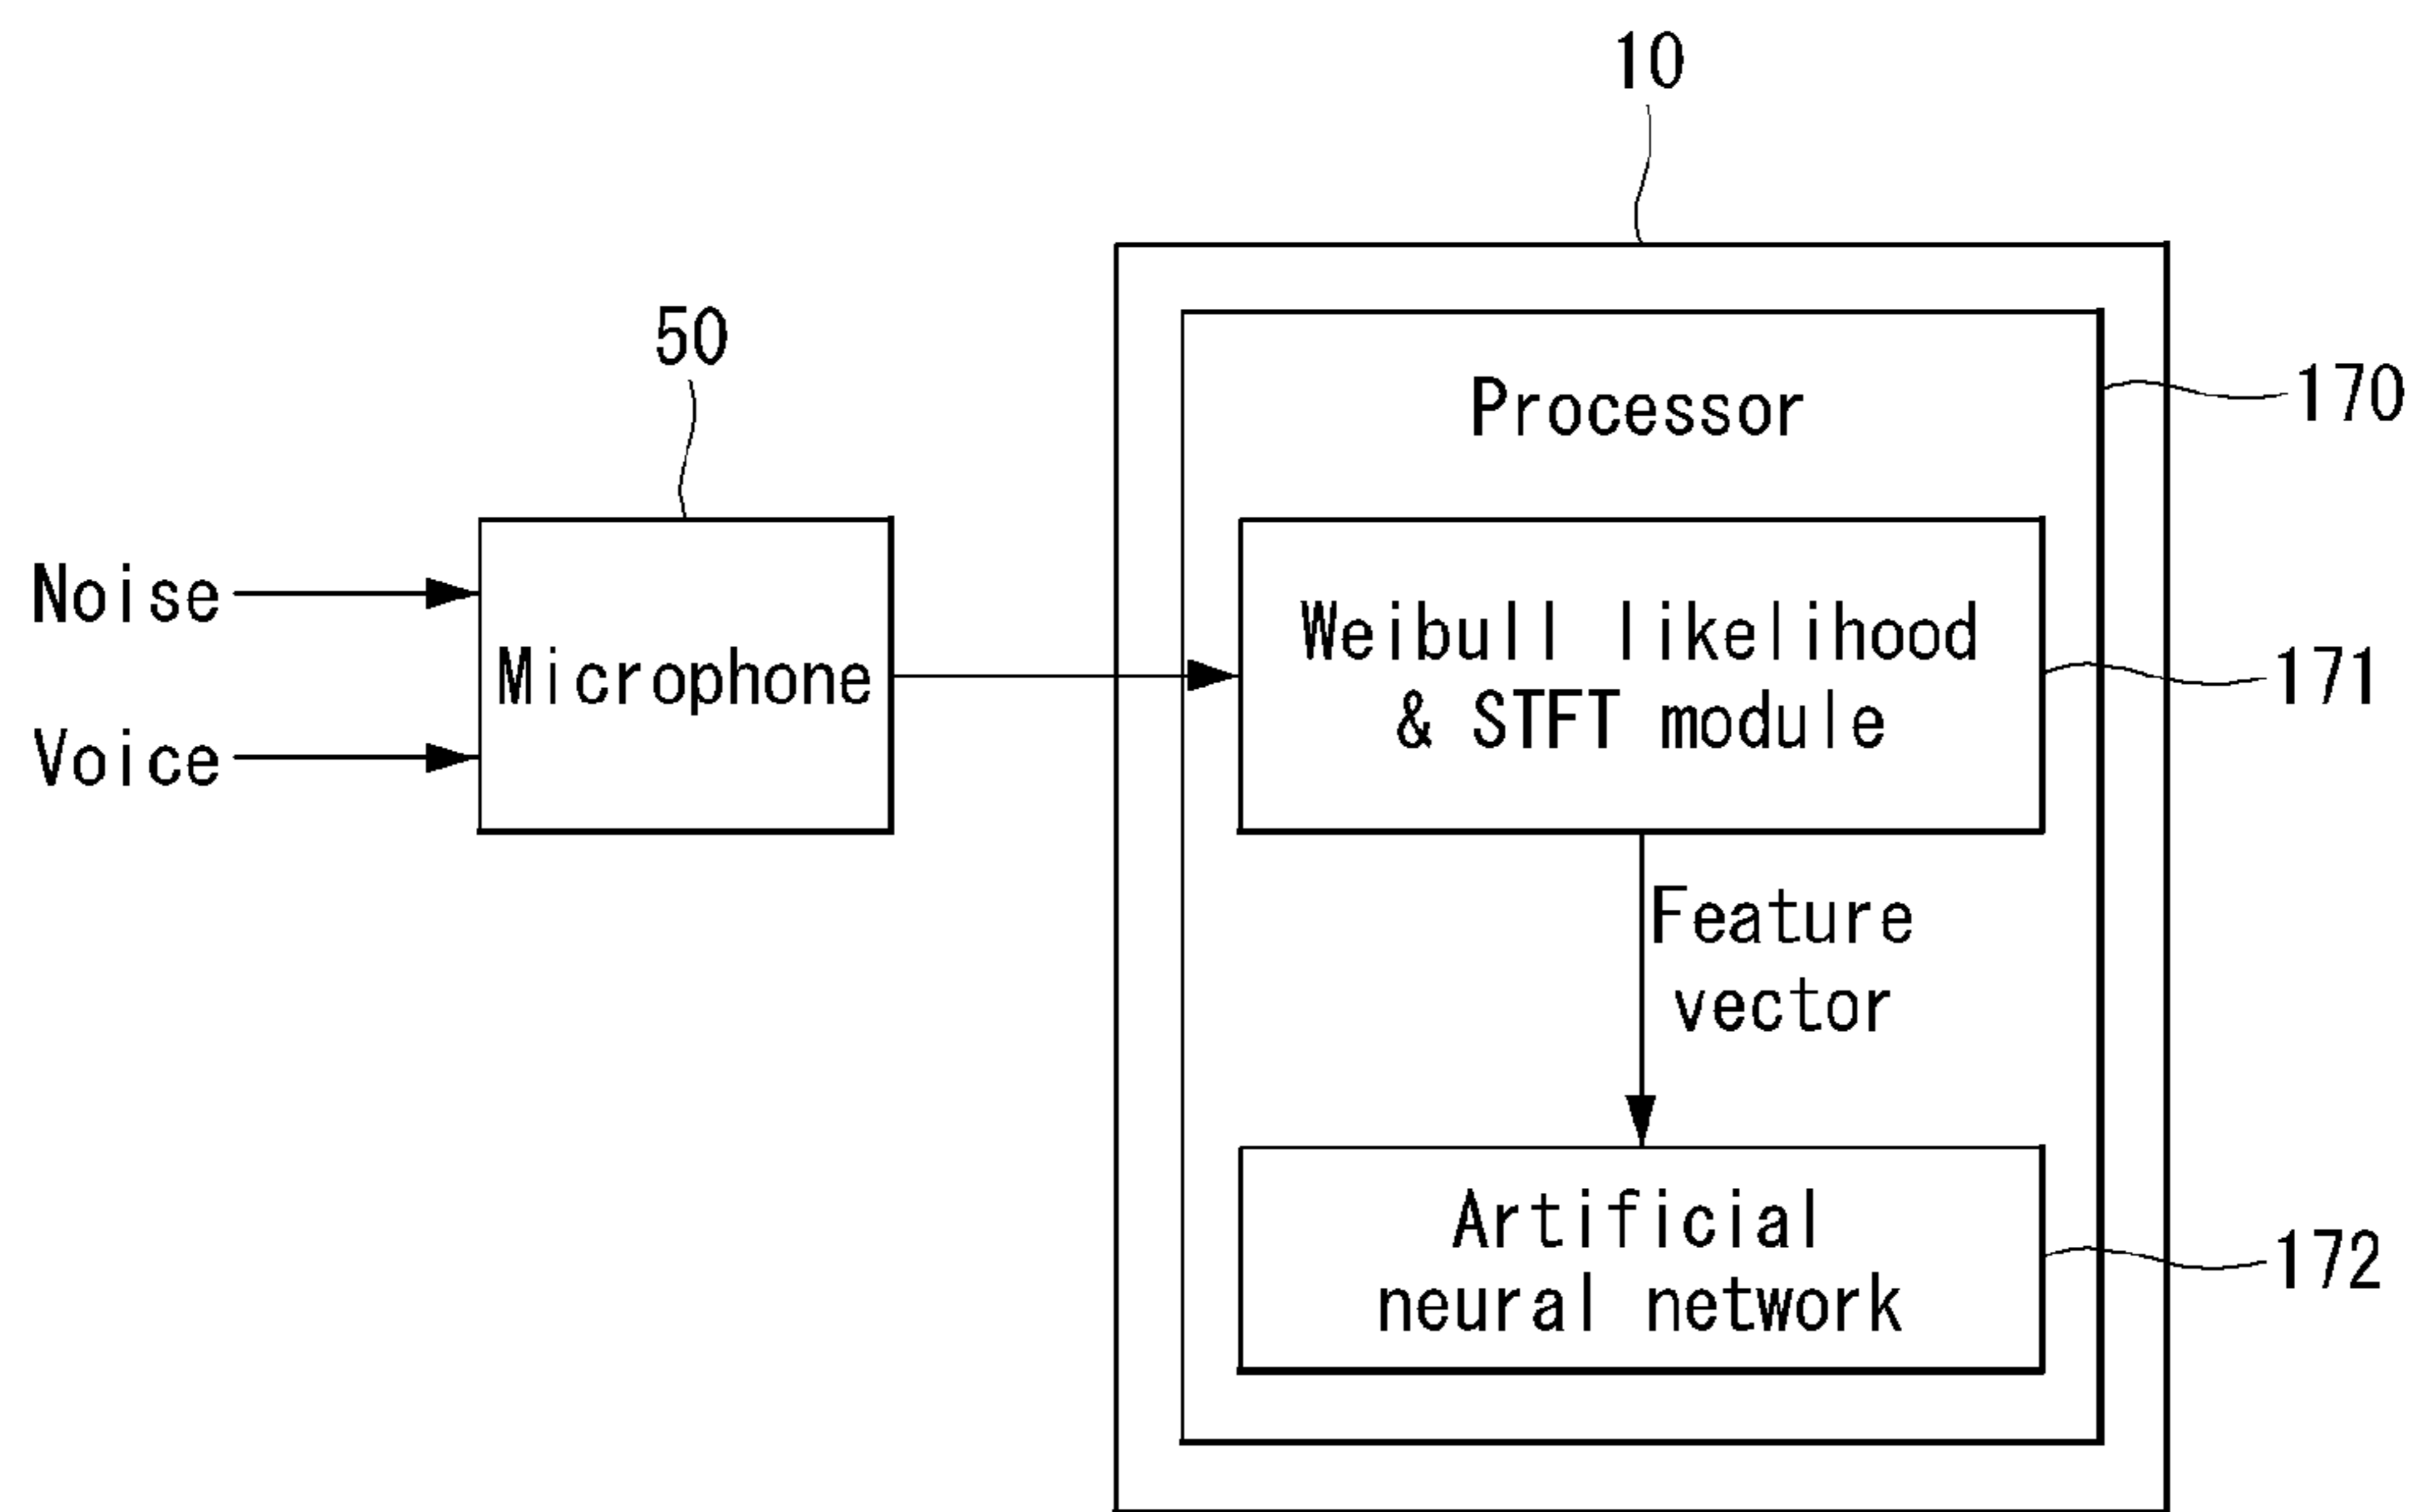 10
50
Processor
170
Noise
Voice
Microphone
Weibull likelihood
& STFT module
171
Feature
vector
Artificial
neural network
172